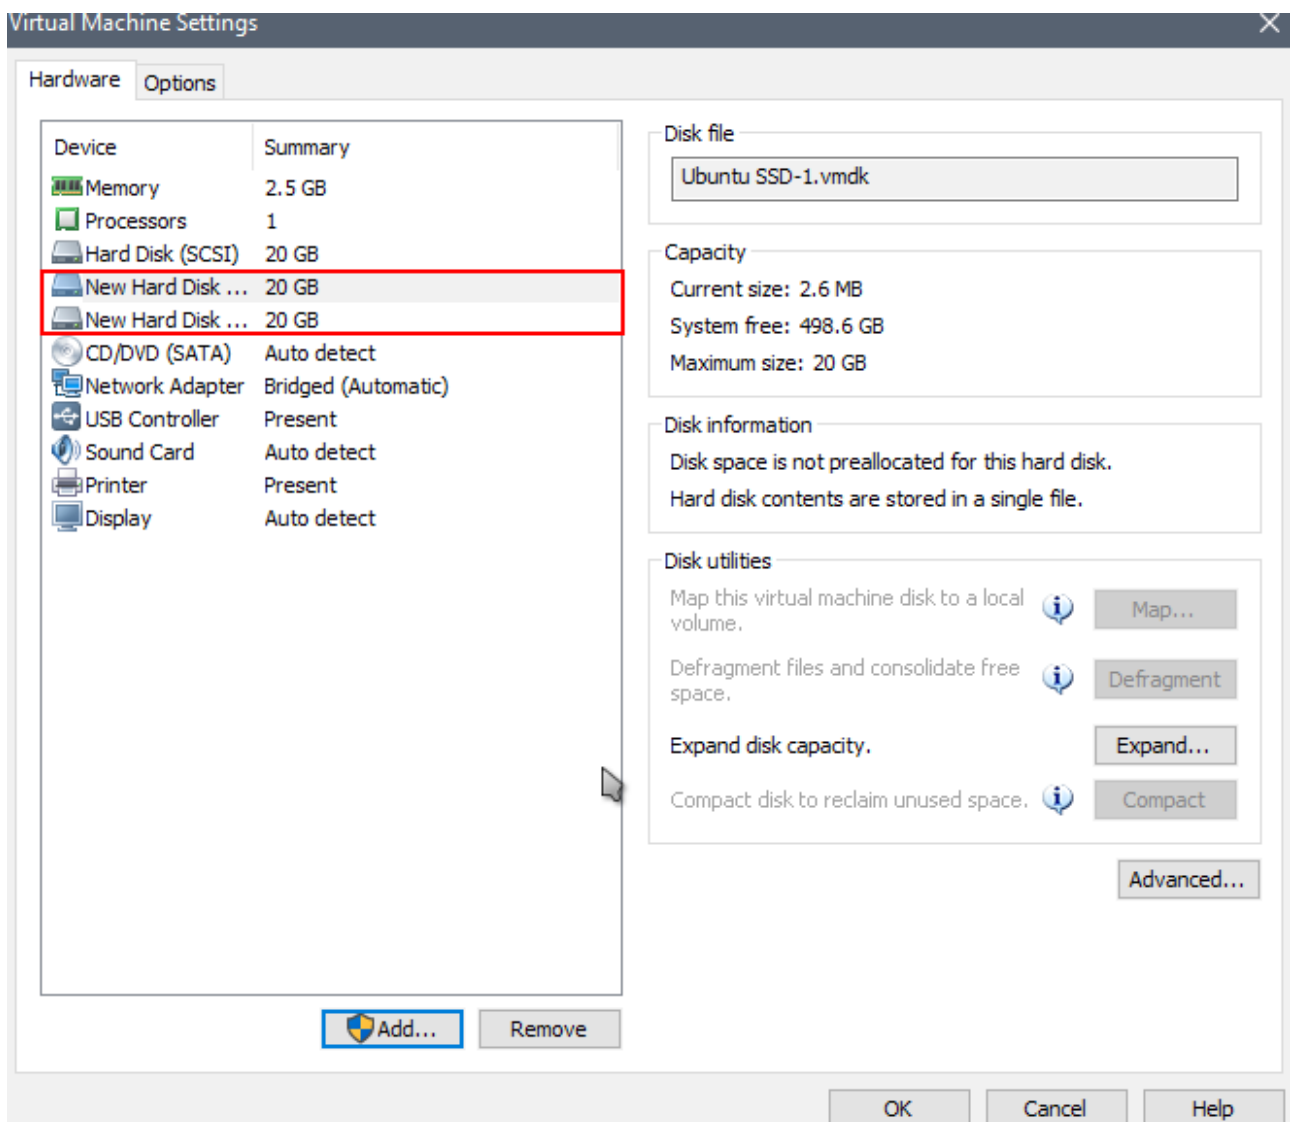 Virtual Machine Settings
Hardware
Options
Device Summary
Memory 2.5 GB
Processors 1
Hard Disk (SCSI) 20 GB
New Hard Disk ... 20 GB
New Hard Disk ... 20 GB
CD/DVD (SATA) Auto detect
Network Adapter Bridged (Automatic)
USB Controller Present
Sound Card Auto detect
Printer Present
Display Auto detect
Add...
Remove
Disk file
Ubuntu SSD-1.vmdk
Capacity
Current size: 2.6 MB
System free: 498.6 GB
Maximum size: 20 GB
Disk information
Disk space is not preallocated for this hard disk.
Hard disk contents are stored in a single file.
Disk utilities
Map this virtual machine disk to a local
volume.
Map...
Defragment files and consolidate free
space.
Defragment
Expand disk capacity.
Expand...
Compact disk to reclaim unused space.
Compact
Advanced...
OK
Cancel
Help